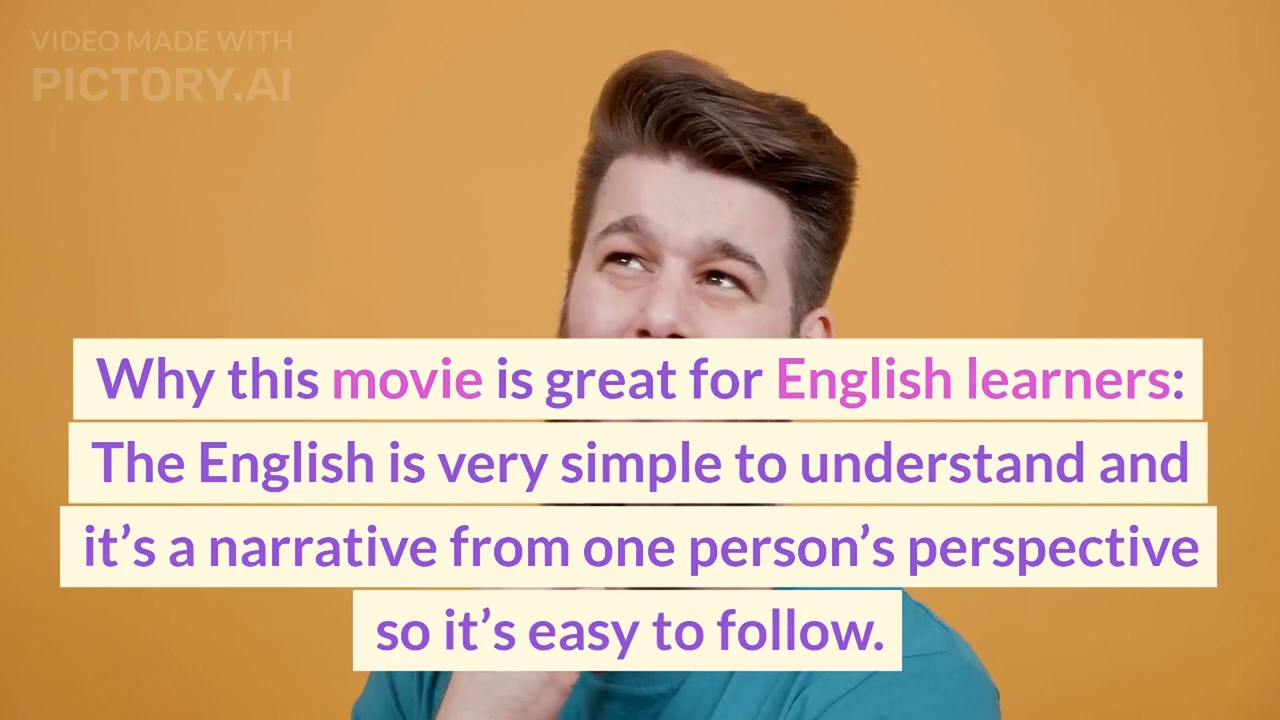 VIDEO MADE WITH
PICTORY.AI
Why this movie is great for English learners:
The English is very simple to understand and
it’s a narrative from one person’s perspective
so it’s easy to follow.